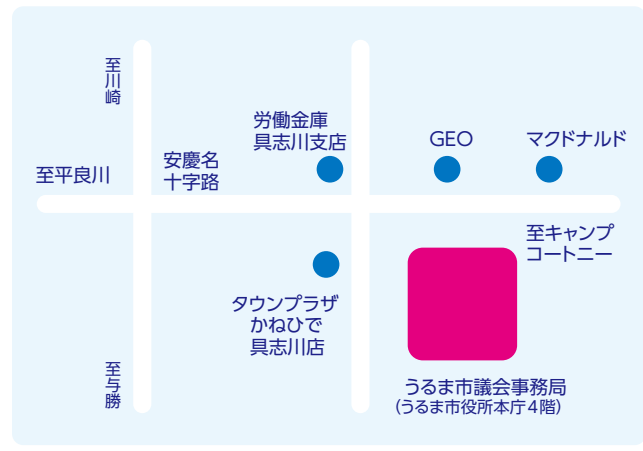 至川崎
労働金庫
具志川支店
GEO
マクドナルド
安慶名
十字路
至平良川
至キャンプ
コートニー
タウンプラザ
かねひで
具志川店
至与勝
うるま市議会事務局
(うるま市役所本庁4階)